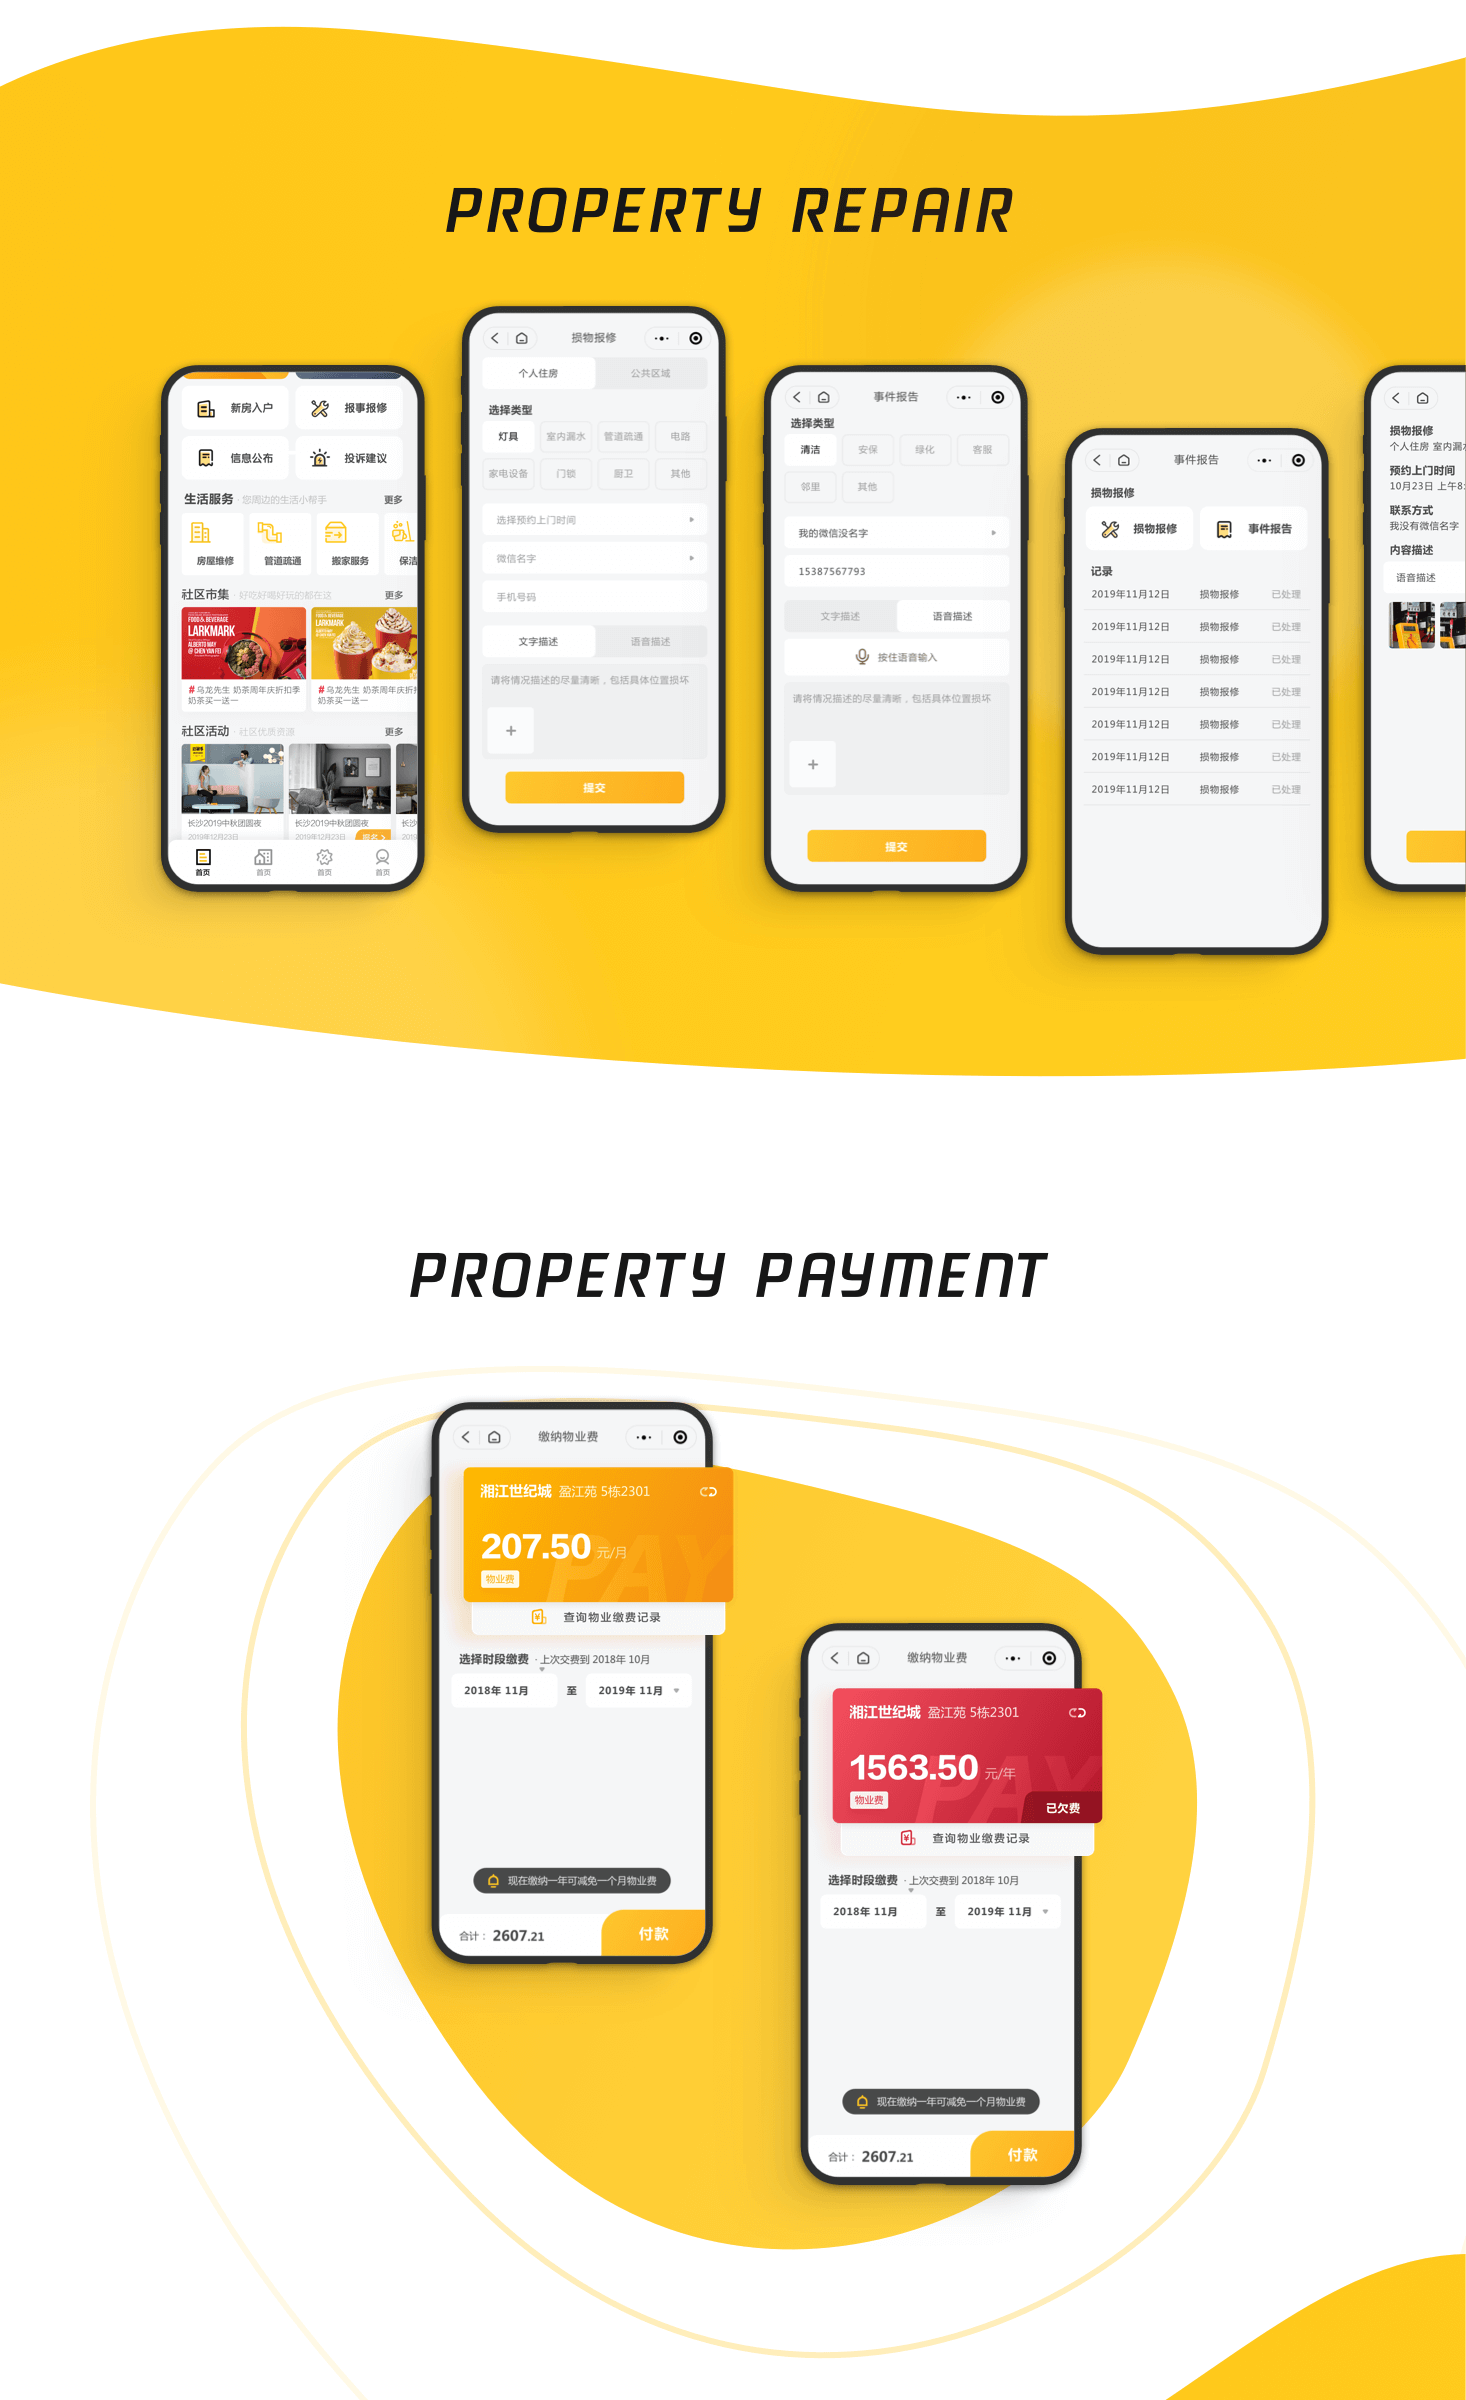 PROPERTY REPAIR
新房入户
报事报修
信息公布
投诉建议
生活服务 · 您周边的生活小帮手
更多
房屋维修
管道疏通
搬家服务
保洁
社区市集 · 好吃好喝好玩的都在这
更多
FOOD & BEVERAGE
LARKMARK
ALBERTO MAY
@ CHEN YAN FEI
FOOD & BEVERAGE
LARKMARK
#乌龙先生 奶茶周年庆折扣季
奶茶买一送一
#乌龙先生 奶茶周年庆折扣
奶茶买一送一
社区活动 · 社区优质资源
更多
长沙2019中秋团圆夜
2019年12月23日
长沙2019中秋团圆夜
2019年12月23日
报名 >
长沙
2019
首页
首页
首页
首页
损物报修
个人住房
公共区域
选择类型
灯具
室内漏水
管道疏通
电路
家电设备
门锁
厨卫
其他
选择预约上门时间
微信名字
手机号码
文字描述
语音描述
请将情况描述的尽量清晰，包括具体位置损坏
+
提交
事件报告
选择类型
清洁
安保
绿化
客服
邻里
其他
我的微信没名字
15387567793
文字描述
语音描述
按住语音输入
请将情况描述的尽量清晰，包括具体位置损坏
+
提交
事件报告
损物报修
损物报修
事件报告
记录
2019年11月12日 损物报修 已处理
2019年11月12日 损物报修 已处理
2019年11月12日 损物报修 已处理
2019年11月12日 损物报修 已处理
2019年11月12日 损物报修 已处理
2019年11月12日 损物报修 已处理
2019年11月12日 损物报修 已处理
损物报修
个人住房 室内漏
预约上门时间
10月23日 上午8:
联系方式
我没有微信名字
内容描述
语音描述
PROPERTY PAYMENT
缴纳物业费
湘江世纪城 盈江苑 5栋2301
207.50 元/月
PAY
物业费
查询物业缴费记录
选择时段缴费 · 上次交费到 2018年 10月
2018年 11月 至 2019年 11月
现在缴纳一年可减免一个月物业费
合计： 2607.21
付款
缴纳物业费
湘江世纪城 盈江苑 5栋2301
1563.50 元/年
PAY
物业费
已欠费
查询物业缴费记录
选择时段缴费 · 上次交费到 2018年 10月
2018年 11月 至 2019年 11月
现在缴纳一年可减免一个月物业费
合计： 2607.21
付款